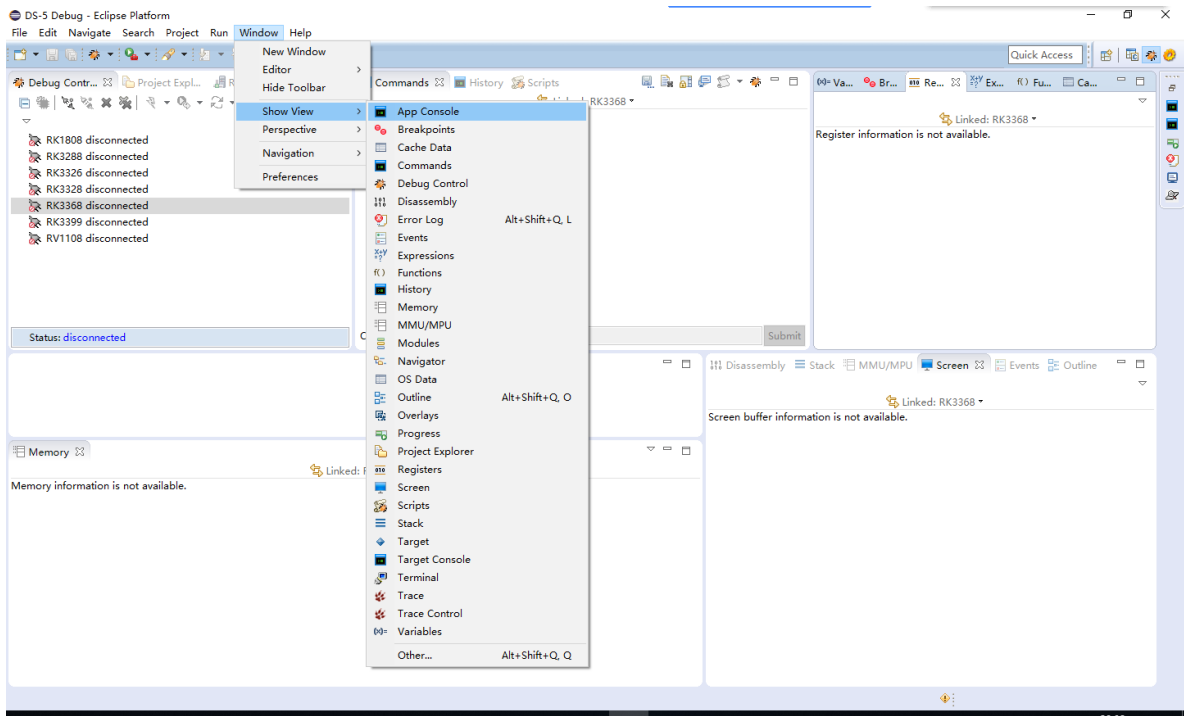 DS-5 Debug - Eclipse Platform
File Edit Navigate Search Project Run Window Help
Quick Access
New Window
Editor
Hide Toolbar
Show View
Perspective
Navigation
Preferences
Debug Contr... Project Expl...
RK1808 disconnected
RK3288 disconnected
RK3326 disconnected
RK3328 disconnected
RK3368 disconnected
RK3399 disconnected
RV1108 disconnected
Status: disconnected
Commands History Scripts
RK3368
Submit
App Console
Breakpoints
Cache Data
Commands
Debug Control
Disassembly
Error Log Alt+Shift+Q, L
Events
Expressions
Functions
History
Memory
MMU/MPU
Modules
Navigator
OS Data
Outline Alt+Shift+Q, O
Overlays
Progress
Project Explorer
Registers
Screen
Scripts
Stack
Target
Target Console
Terminal
Trace
Trace Control
Variables
Other... Alt+Shift+Q, Q
(x)= Va... Br... Re... Ex... f() Fu... Ca...
Linked: RK3368
Register information is not available.
Disassembly Stack MMU/MPU Screen Events Outline
Linked: RK3368
Screen buffer information is not available.
Memory
Linked:
Memory information is not available.